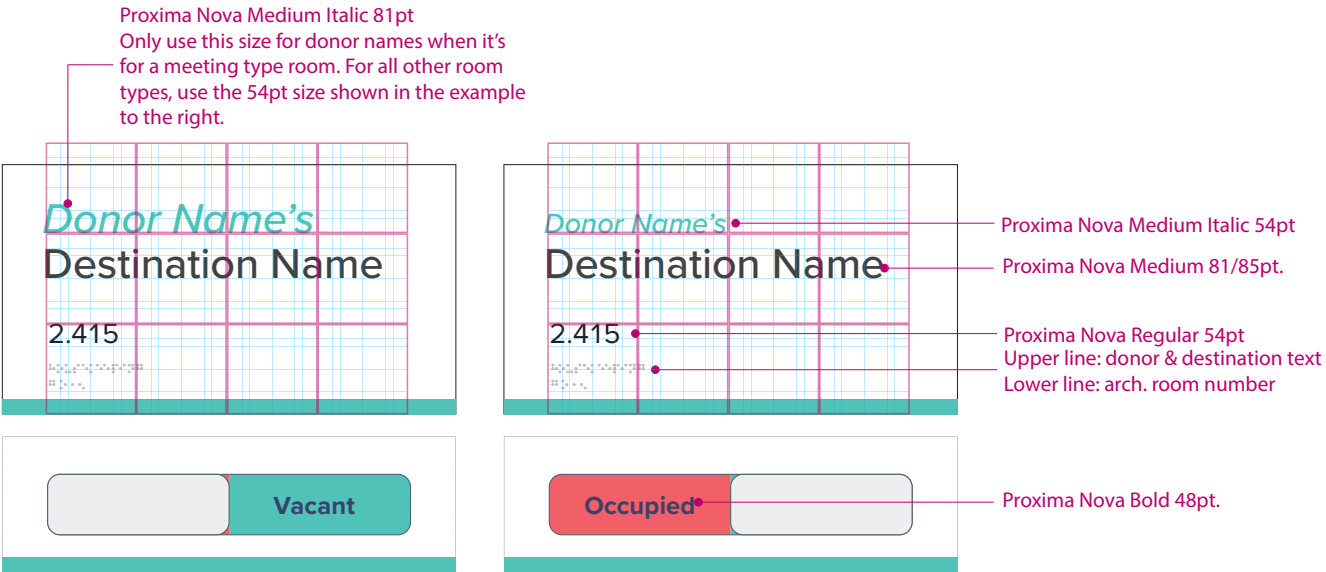 Proxima Nova Medium Italic 81pt
Only use this size for donor names when it's
for a meeting type room. For all other room
types, use the 54pt size shown in the example
to the right.
Donor Name's
Destination Name
2.415
Donor Name's
Destination Name
2.415
Proxima Nova Medium Italic 54pt
Proxima Nova Medium 81/85pt.
Proxima Nova Regular 54pt
Upper line: donor & destination text
Lower line: arch. room number
Vacant
Occupied
Proxima Nova Bold 48pt.